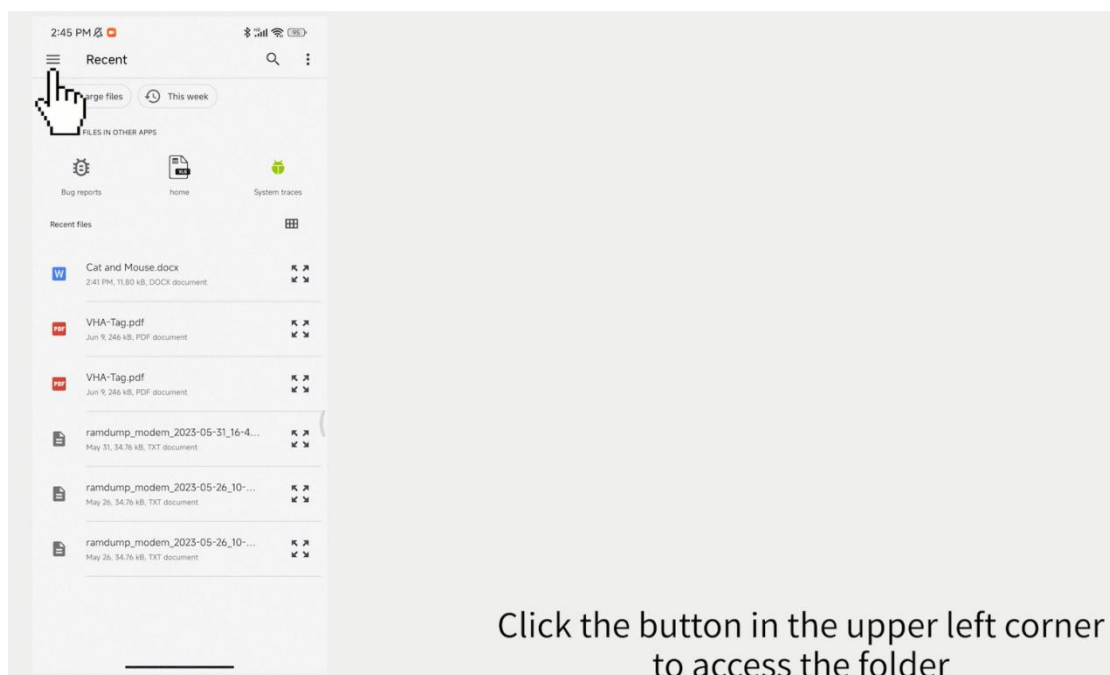 2:45 PM
95
Recent
arge files
This week
FILES IN OTHER APPS
Bug reports
home
System traces
Recent files
W
Cat and Mouse.docx
2:41 PM, 11.80 kB, DOCX document
PDF
VHA-Tag.pdf
Jun 9, 246 kB, PDF document
PDF
VHA-Tag.pdf
Jun 9, 246 kB, PDF document
ramdump_modem_2023-05-31_16-4...
May 31, 34.76 kB, TXT document
ramdump_modem_2023-05-26_10-...
May 26, 34.76 kB, TXT document
ramdump_modem_2023-05-26_10-...
May 26, 34.76 kB, TXT document
Click the button in the upper left corner
to access the folder